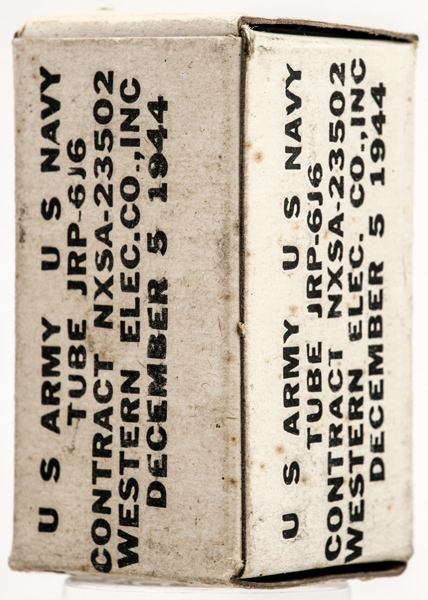 U S ARMY U S NAVY
TUBE JRP-6J6
CONTRACT NXSA-23502
WESTERN ELEC.CO.,INC
DECEMBER 5 1944
U S ARMY U S NAVY
TUBE JRP-6J6
CONTRACT NXSA-23502
WESTERN ELEC. CO.,INC
DECEMBER 5 1944